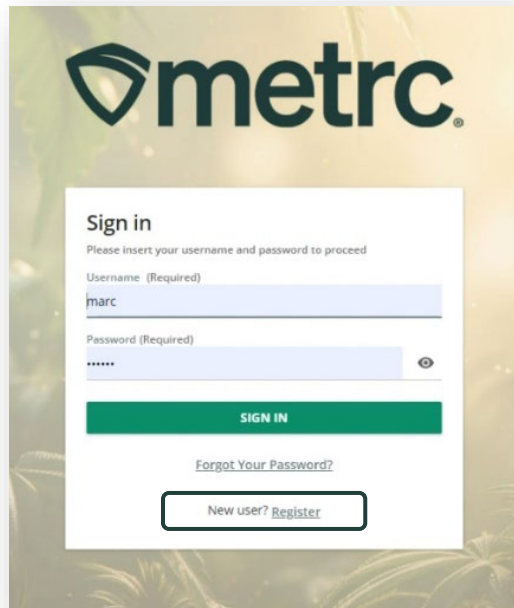 metrc®
Sign in
Please insert your username and password to proceed
Username (Required)
marc
Password (Required)
••••••
SIGN IN
Forgot Your Password?
New user? Register